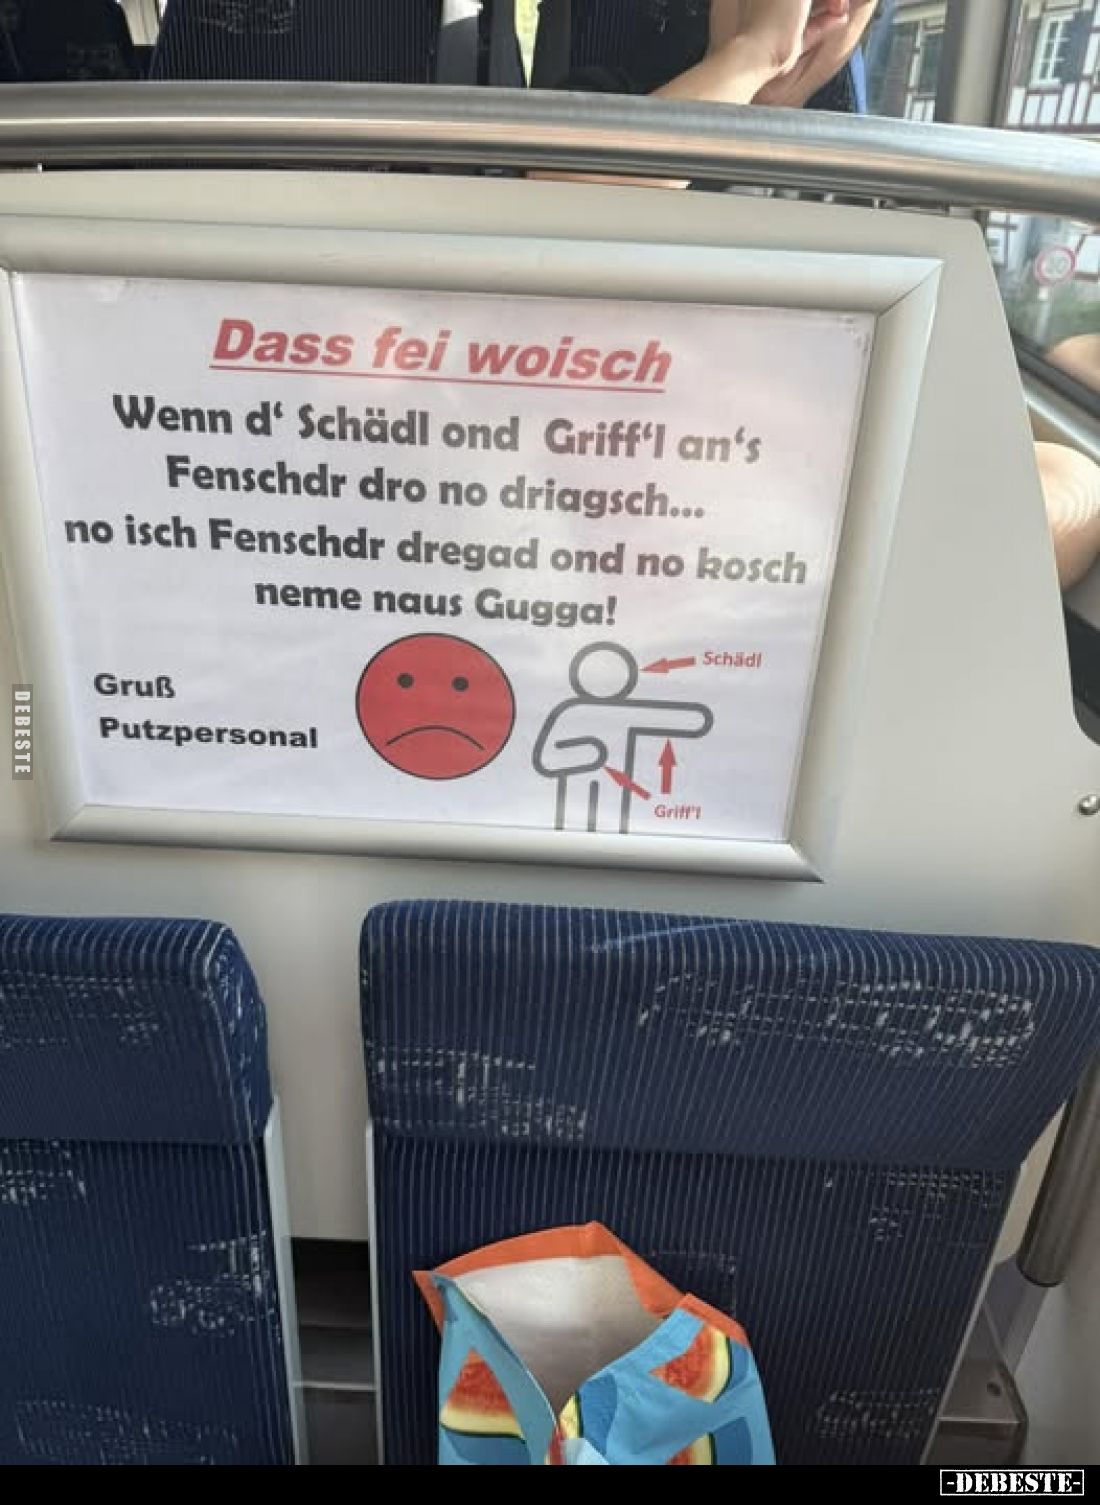 Dass fei woisch
Wenn d‘ Schädl ond Griff‘l an‘s
Fenschdr dro no driagsch...
no isch Fenschdr dregad ond no kosch
neme naus Gugga!
Gruß
Putzpersonal
Schädl
Griff'l
DEBESTE
-DEBESTE-